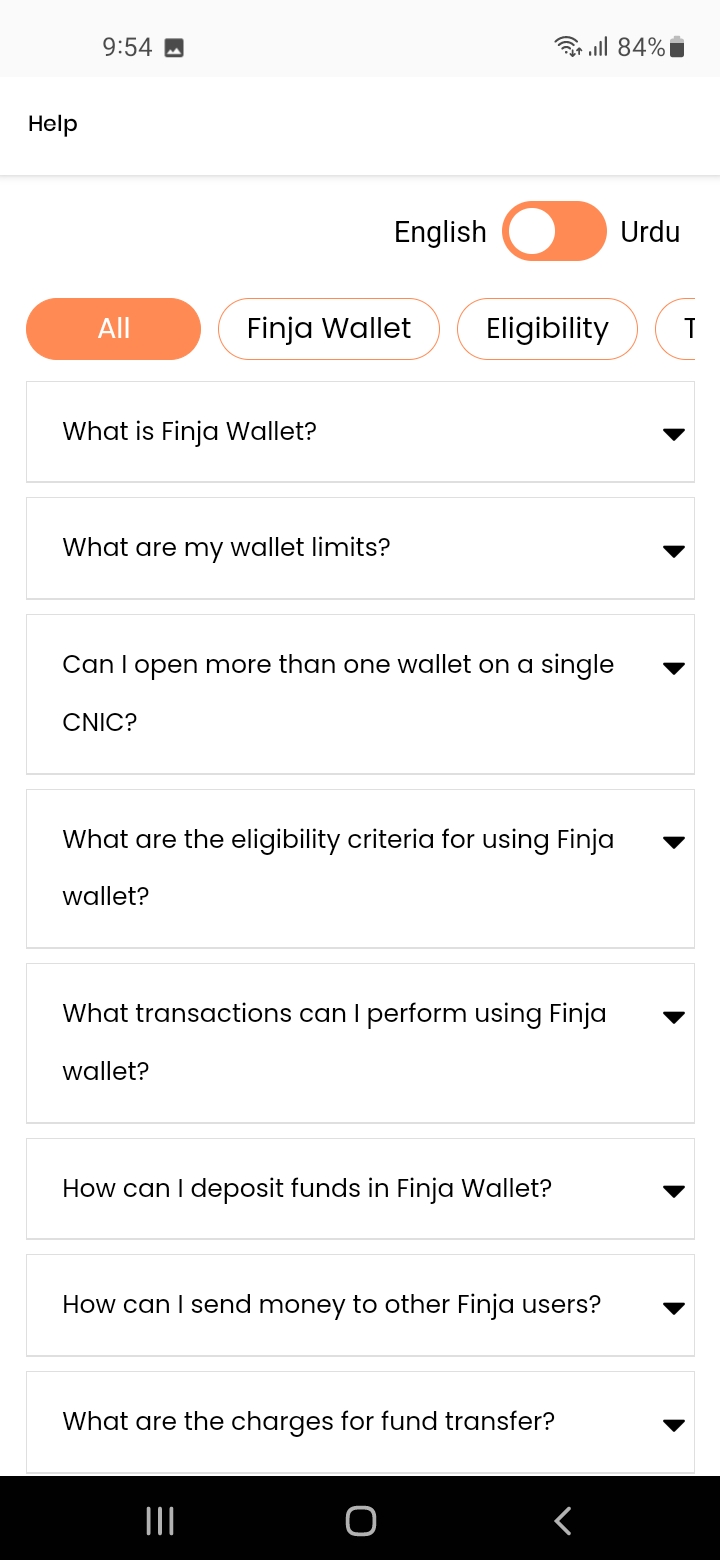 9:54
84%
Help
English
Urdu
All
Finja Wallet
Eligibility
T
What is Finja Wallet?
What are my wallet limits?
Can I open more than one wallet on a single
CNIC?
What are the eligibility criteria for using Finja
wallet?
What transactions can I perform using Finja
wallet?
How can I deposit funds in Finja Wallet?
How can I send money to other Finja users?
What are the charges for fund transfer?